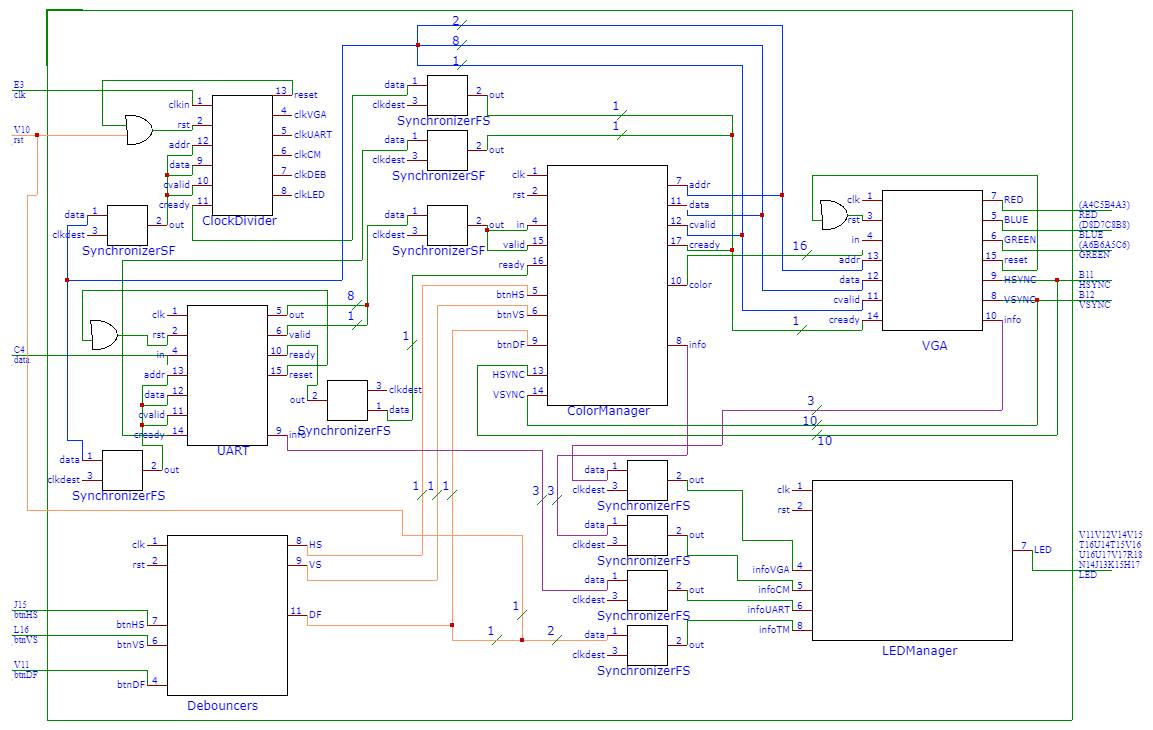 2
8
1
E3
clk
V10
rst
clkin 1
rst 2
addr 12
data 9
cvalid 10
cready 11
13 reset
4 clkVGA
5 clkUART
6 clkCM
7 clkDEB
8 clkLED
ClockDivider
data 1
clkdest 3
2 out
SynchronizerSF
data 1
clkdest 3
2 out
SynchronizerFS
data 1
clkdest 3
2 out
SynchronizerSF
data 1
clkdest 3
2 out
SynchronizerSF
1
1
clk 1
rst 2
in 4
valid 15
ready 16
btnHS 5
btnVS 6
btnDF 9
HSYNC 13
VSYNC 14
7 addr
11 data
12 cvalid
17 cready
10 color
8 info
ColorManager
16
1
clk 1
rst 3
in 4
addr 13
data 12
cvalid 11
cready 14
7 RED
5 BLUE
6 GREEN
15 reset
9 HSYNC
8 VSYNC
10 info
VGA
(A4C5B4A3)
RED
(D8D7C8B8)
BLUE
(A6B6A5C6)
GREEN
B11
HSYNC
B12
VSYNC
8
1
1
C4
data
clk 1
rst 2
in 4
addr 13
data 12
cvalid 11
cready 14
5 out
6 valid
10 ready
15 reset
9 info
UART
out 2
3 clkdest
1 data
SynchronizerFS
data 1
clkdest 3
2 out
SynchronizerFS
3
10
10
1 1 1
3 3
data 1
clkdest 3
2 out
SynchronizerFS
data 1
clkdest 3
2 out
SynchronizerFS
data 1
clkdest 3
2 out
SynchronizerFS
data 1
clkdest 3
2 out
SynchronizerFS
1
1
2
clk 1
rst 2
infoVGA 4
infoCM 5
infoUART 6
infoTM 8
7 LED
LEDManager
V11V12V14V15
T16U14T15V16
U16U17V17R18
N14J13K15H17
LED
J15
btnHS
L16
btnVS
V11
btnDF
clk 1
rst 2
btnHS 7
btnVS 6
btnDF 4
8 HS
9 VS
11 DF
Debouncers